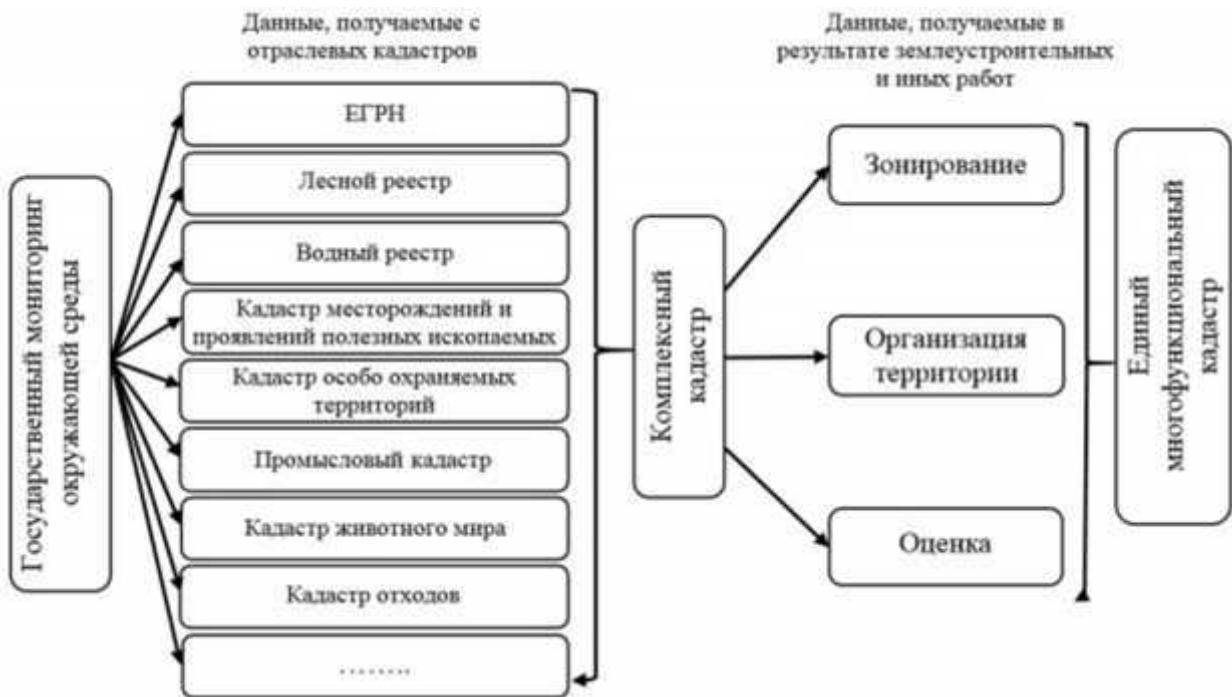 Данные, получаемые с
отраслевых кадастров
Данные, получаемые в
результате землеустроительных
и иных работ
Государственный мониторинг
окружающей среды
ЕГРН
Лесной реестр
Водный реестр
Кадастр месторождений и
проявлений полезных ископаемых
Кадастр особо охраняемых
территорий
Промысловый кадастр
Кадастр животного мира
Кадастр отходов
........
Комплексный
кадастр
Зонирование
Организация
территории
Оценка
Единый
многофункциональный
кадастр